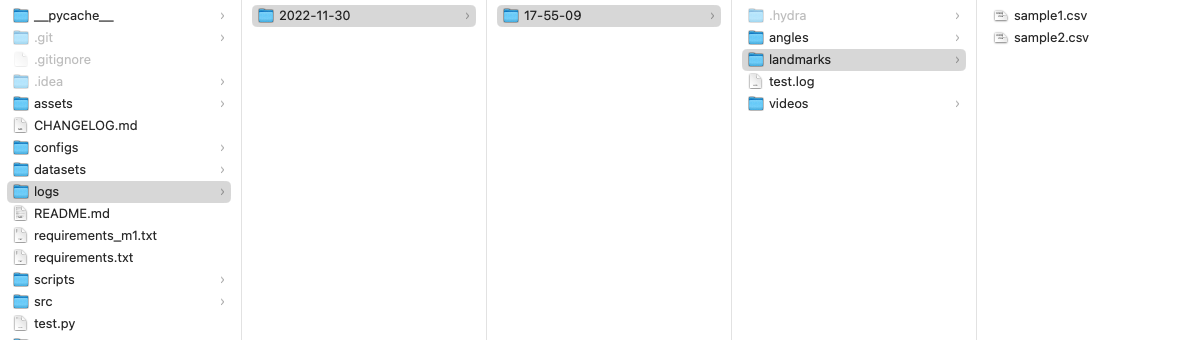 __pycache__
.git
.gitignore
.idea
assets
CHANGELOG.md
configs
datasets
logs
README.md
requirements_m1.txt
requirements.txt
scripts
src
test.py
2022-11-30
17-55-09
.hydra
angles
landmarks
test.log
videos
sample1.csv
sample2.csv